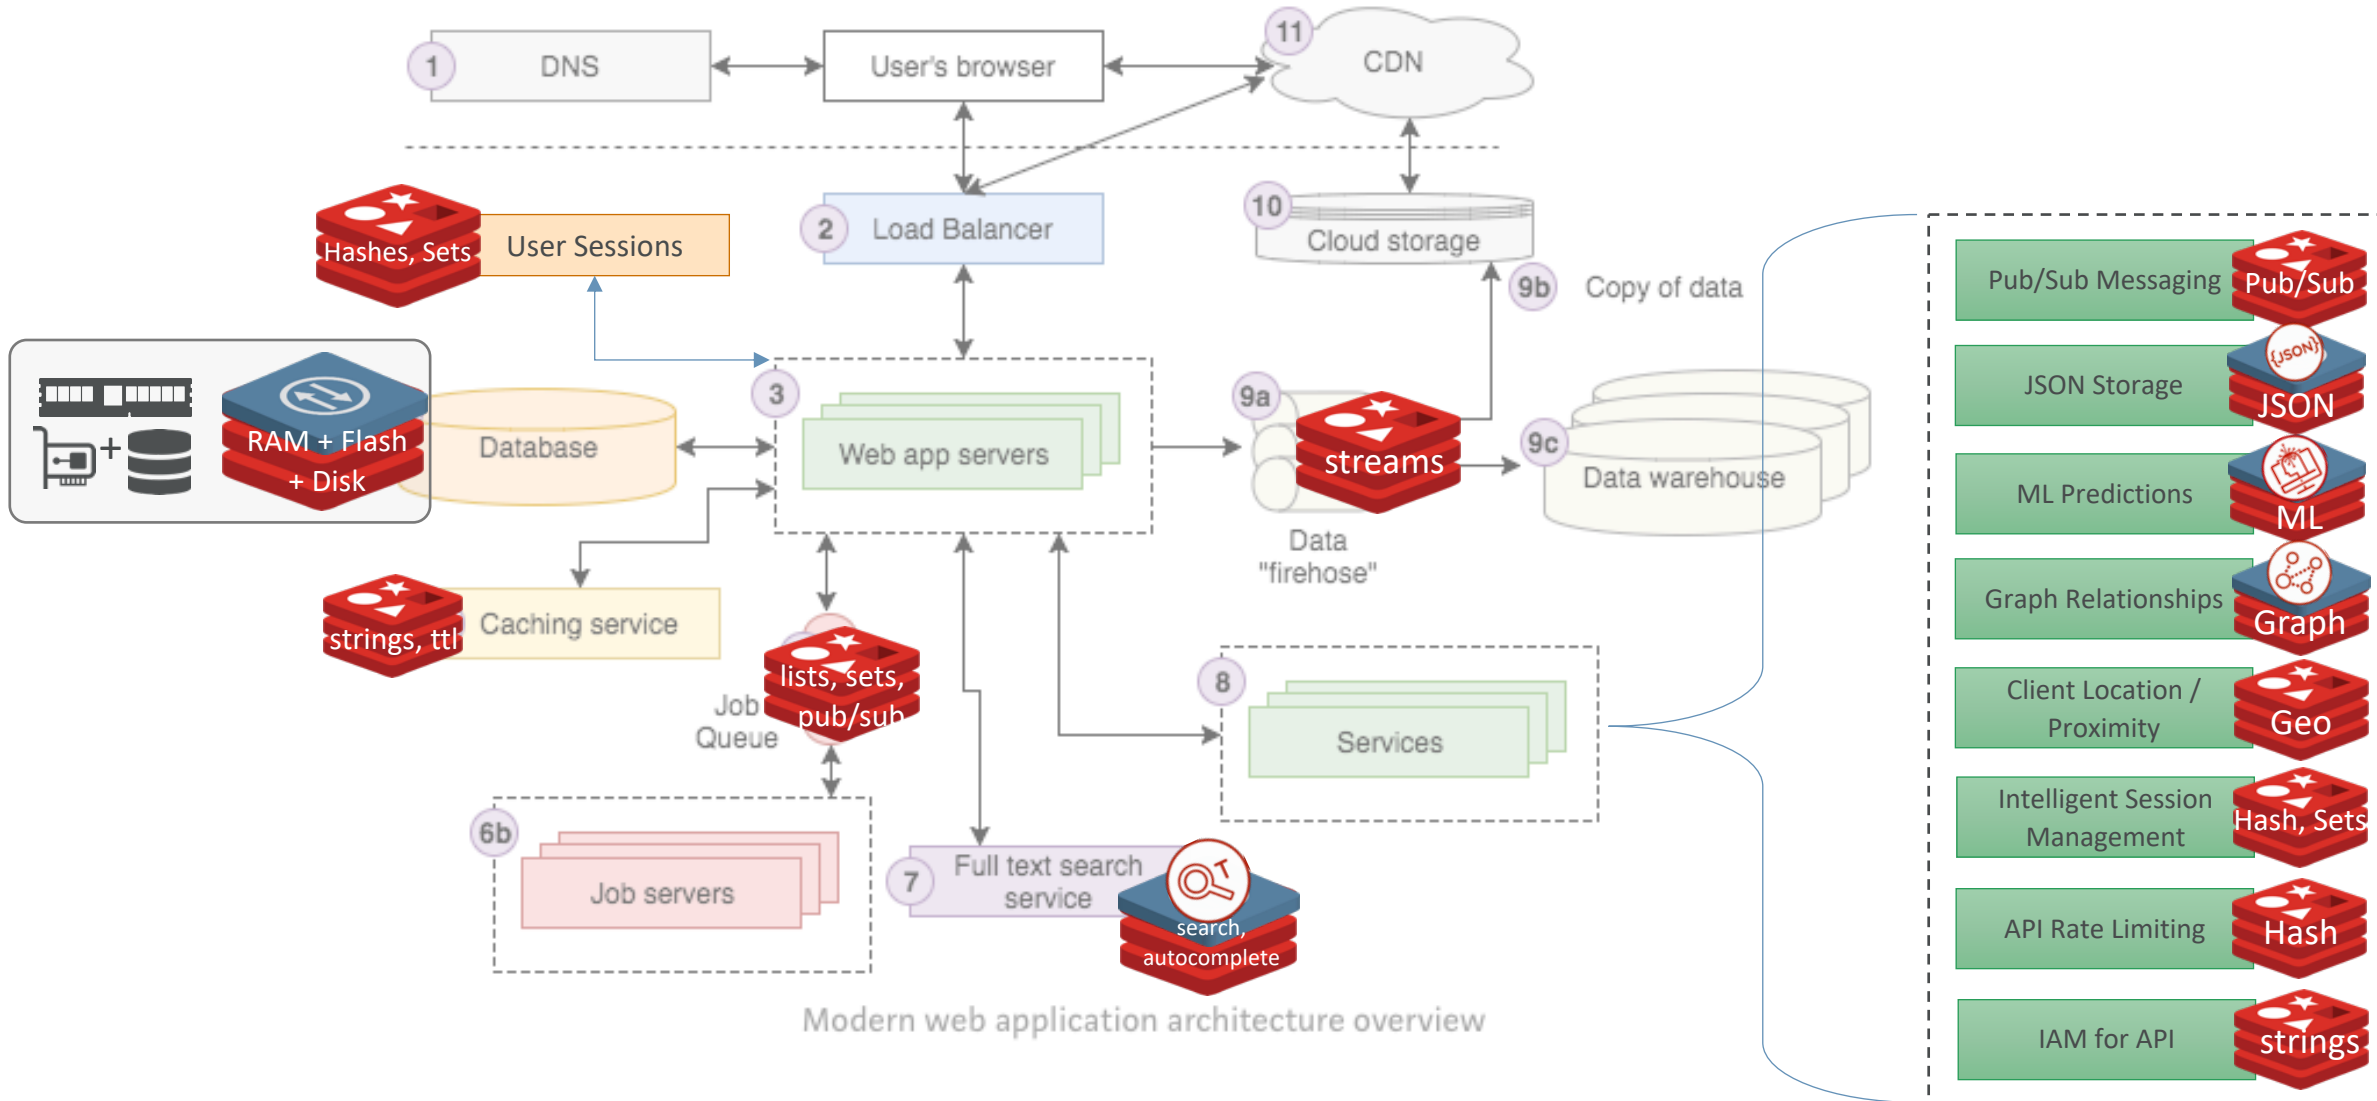 1
DNS
User's browser
11
CDN
Hashes, Sets
User Sessions
2
Load Balancer
10
Cloud storage
9b
Copy of data
RAM + Flash
+ Disk
+
Database
3
Web app servers
9a
streams
Data
"firehose"
9c
Data warehouse
strings, ttl
Caching service
lists, sets,
pub/sub
Job
Queue
8
Services
6b
Job servers
7
Full text search
service
T
search,
autocomplete
Pub/Sub Messaging
Pub/Sub
JSON Storage
{JSON}
JSON
ML Predictions
ML
Graph Relationships
Graph
Client Location /
Proximity
Geo
Intelligent Session
Management
Hash, Sets
API Rate Limiting
Hash
IAM for API
strings
Modern web application architecture overview